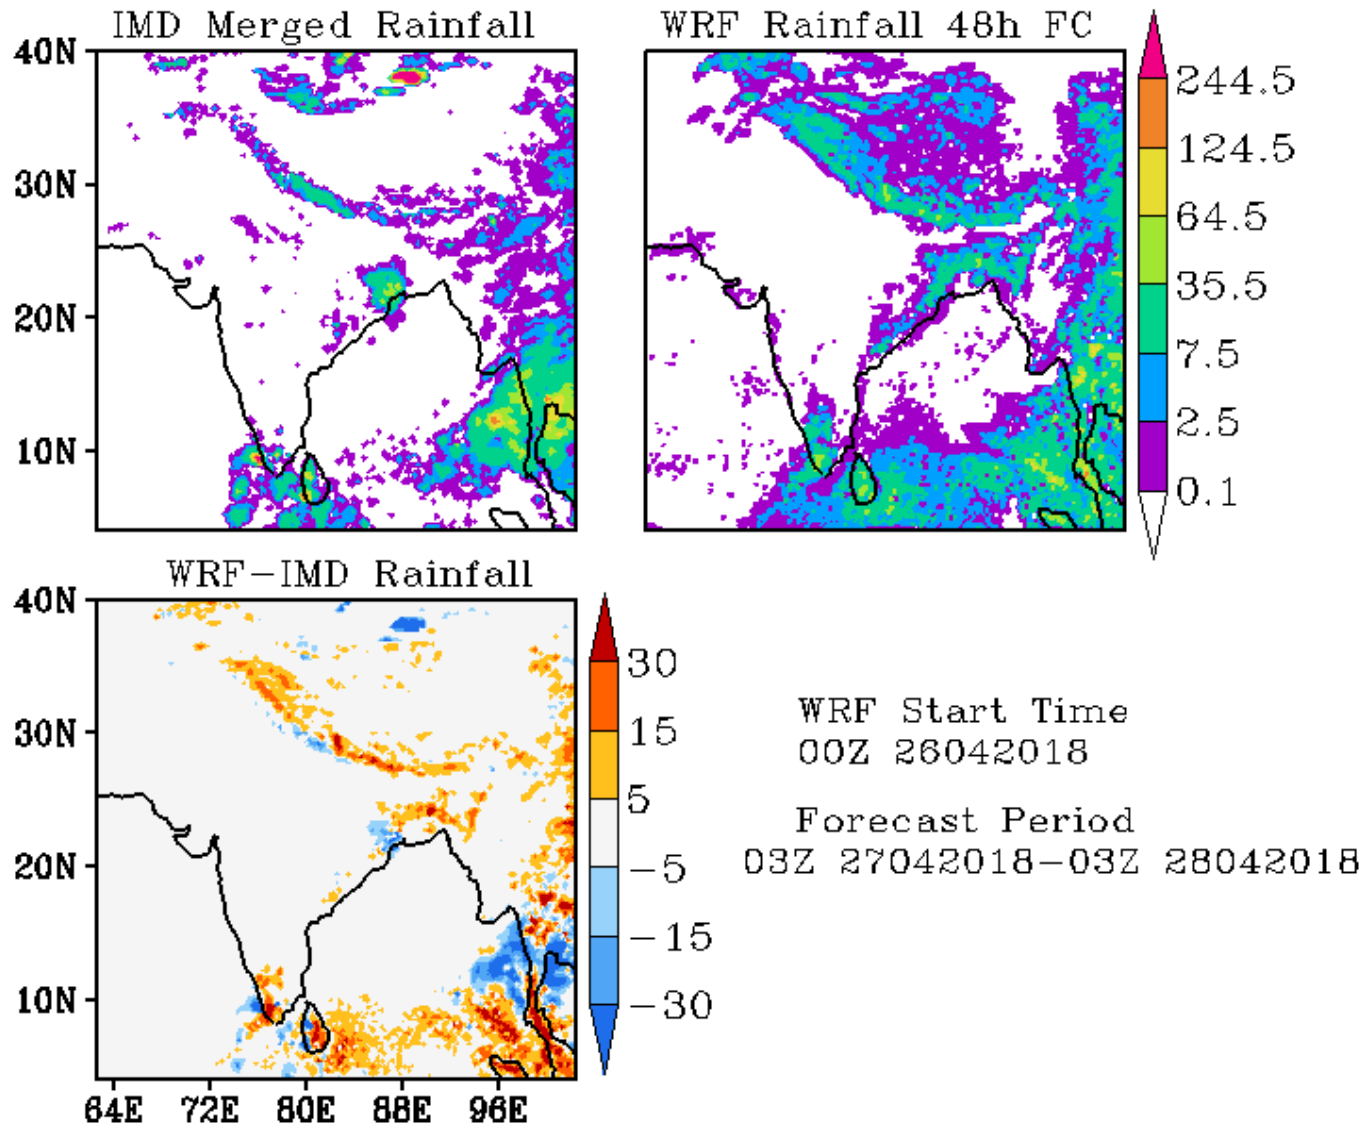 IMD Merged Rainfall
WRF Rainfall 48h FC
40N
30N
20N
10N
244.5
124.5
64.5
35.5
7.5
2.5
0.1
WRF-IMD Rainfall
40N
30N
20N
10N
64E 72E 80E 88E 96E
30
15
5
-5
-15
-30
WRF Start Time
00Z 26042018
Forecast Period
03Z 27042018-03Z 28042018